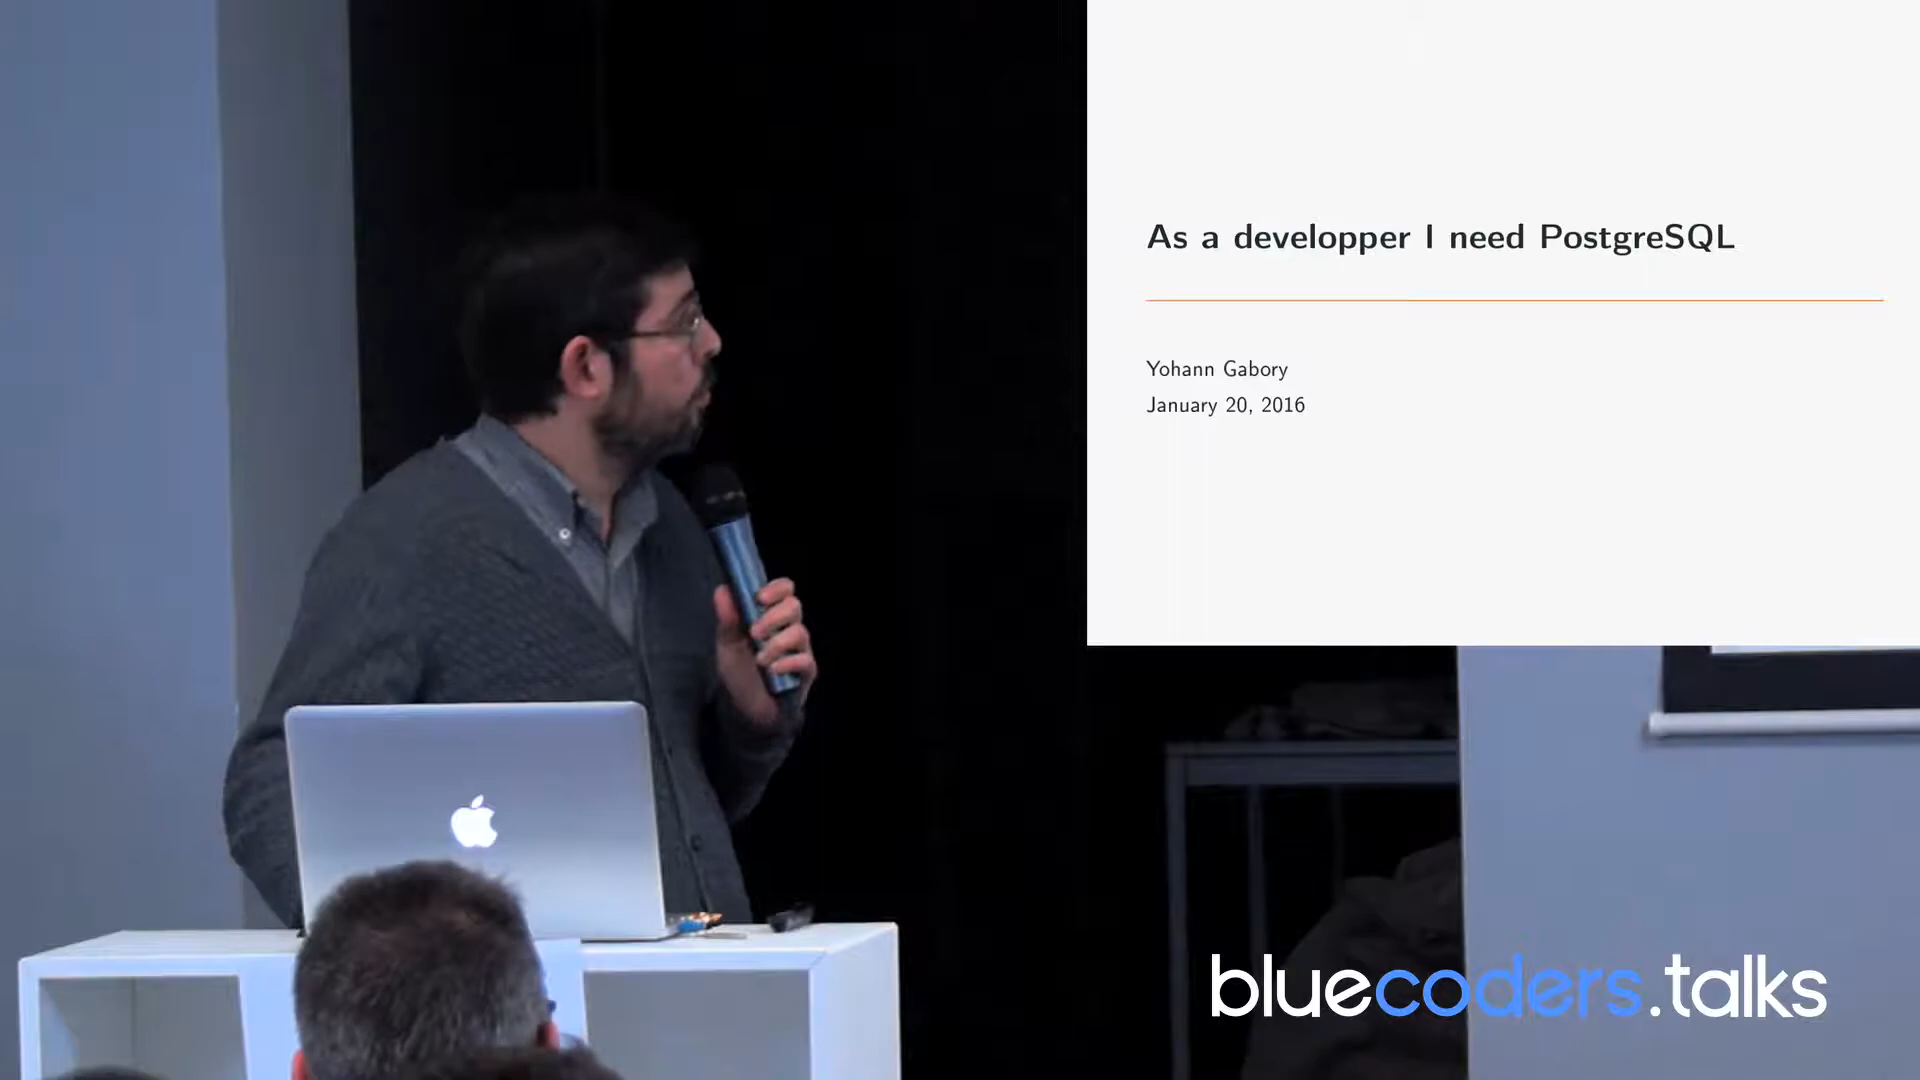 As a developper I need PostgreSQL
Yohann Gabory
January 20, 2016
bluecoders.talks